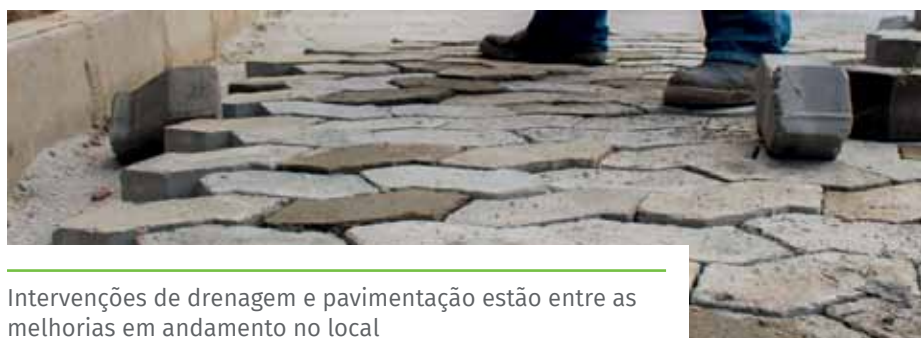 Intervenções de drenagem e pavimentação estão entre as
melhorias em andamento no local